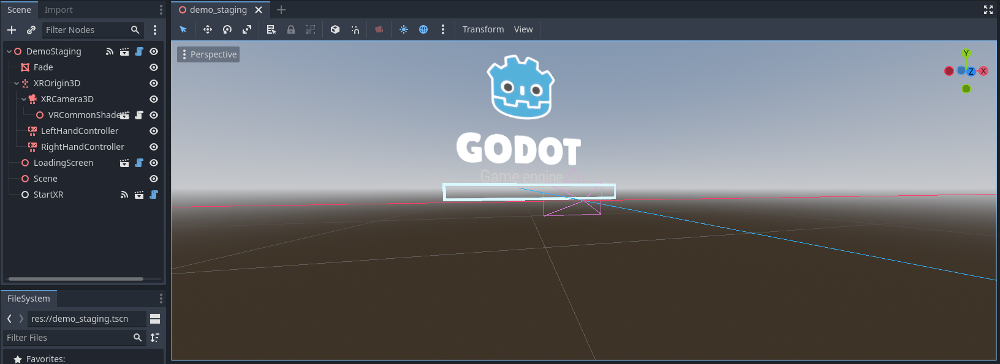 Scene
Import
demo_staging
Filter Nodes
Transform
View
DemoStaging
Fade
XROrigin3D
XRCamera3D
VRCommonShade
LeftHandController
RightHandController
LoadingScreen
Scene
StartXR
Perspective
Y
Z
X
GODOT
Game engine
FileSystem
res://demo_staging.tscn
Filter Files
Favorites: